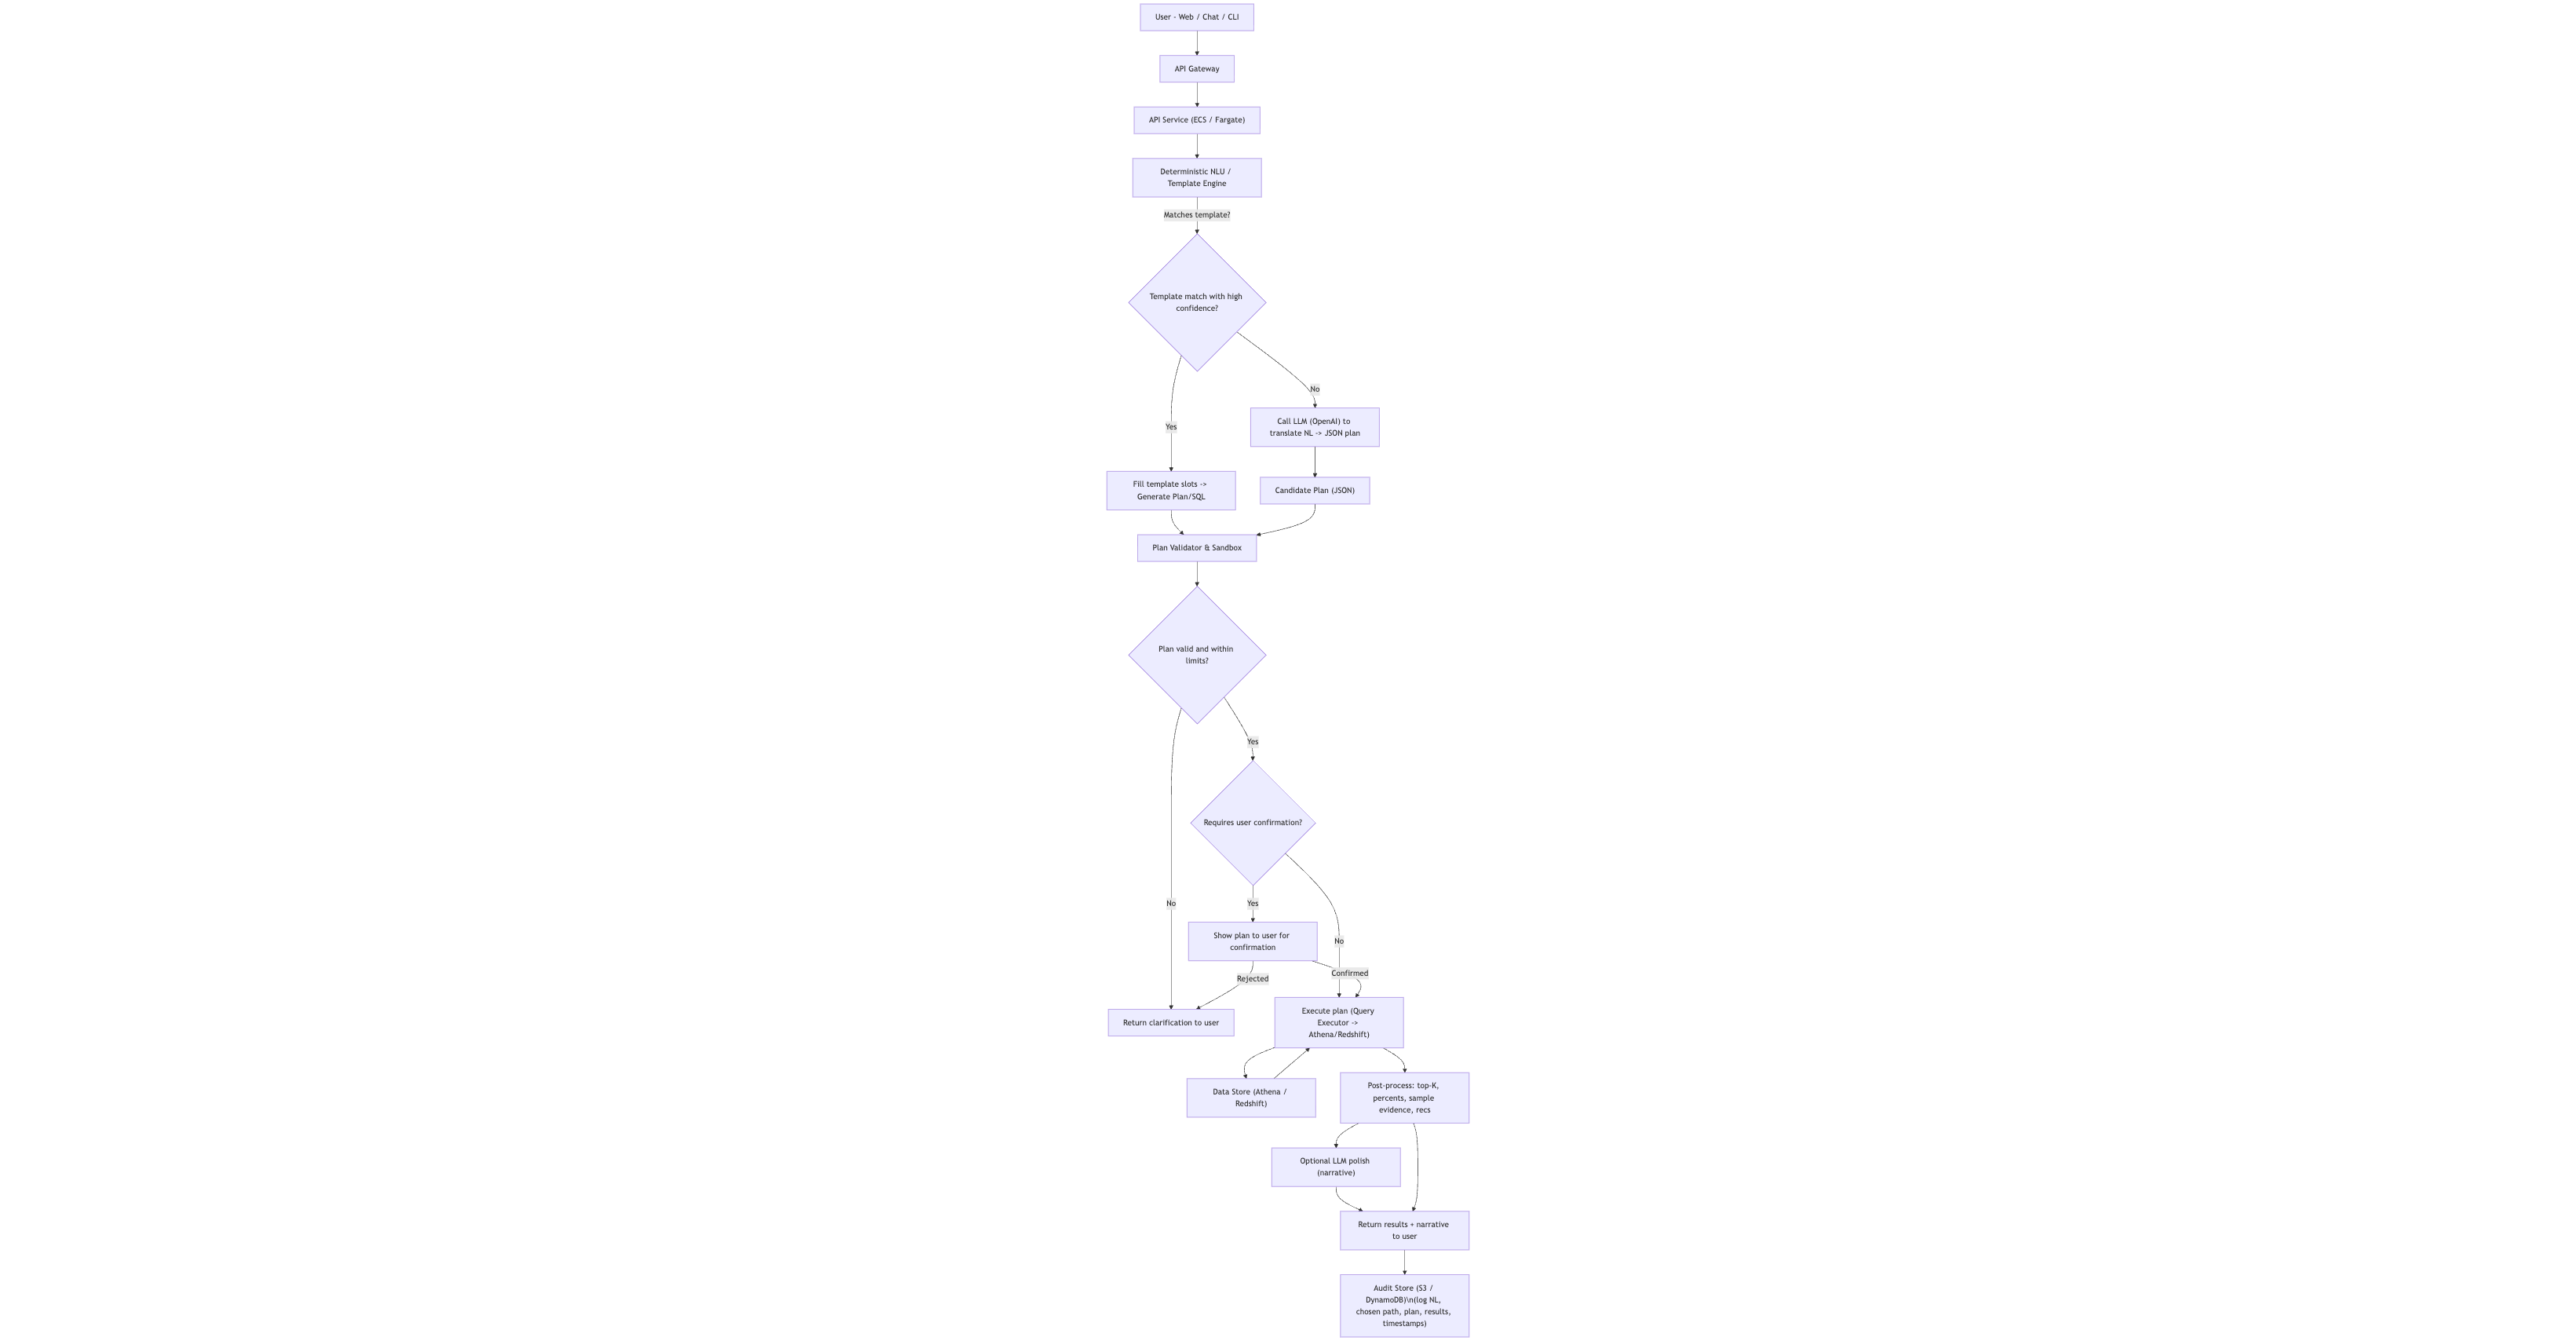 User - Web / Chat / CLI
API Gateway
API Service (ECS / Fargate)
Deterministic NLU /
Template Engine
Matches template?
Template match with high
confidence?
No
Call LLM (OpenAI) to
translate NL -> JSON plan
Yes
Fill template slots ->
Generate Plan/SQL
Candidate Plan (JSON)
Plan Validator & Sandbox
Plan valid and within
limits?
Yes
Requires user confirmation?
No
Yes
Show plan to user for
confirmation
No
Confirmed
Rejected
Return clarification to user
Execute plan (Query
Executor ->
Athena/Redshift)
Data Store (Athena /
Redshift)
Post-process: top-K,
percents, sample
evidence, recs
Optional LLM polish
(narrative)
Return results + narrative
to user
Audit Store (S3 /
DynamoDB)\n(log NL,
chosen path, plan, results,
timestamps)